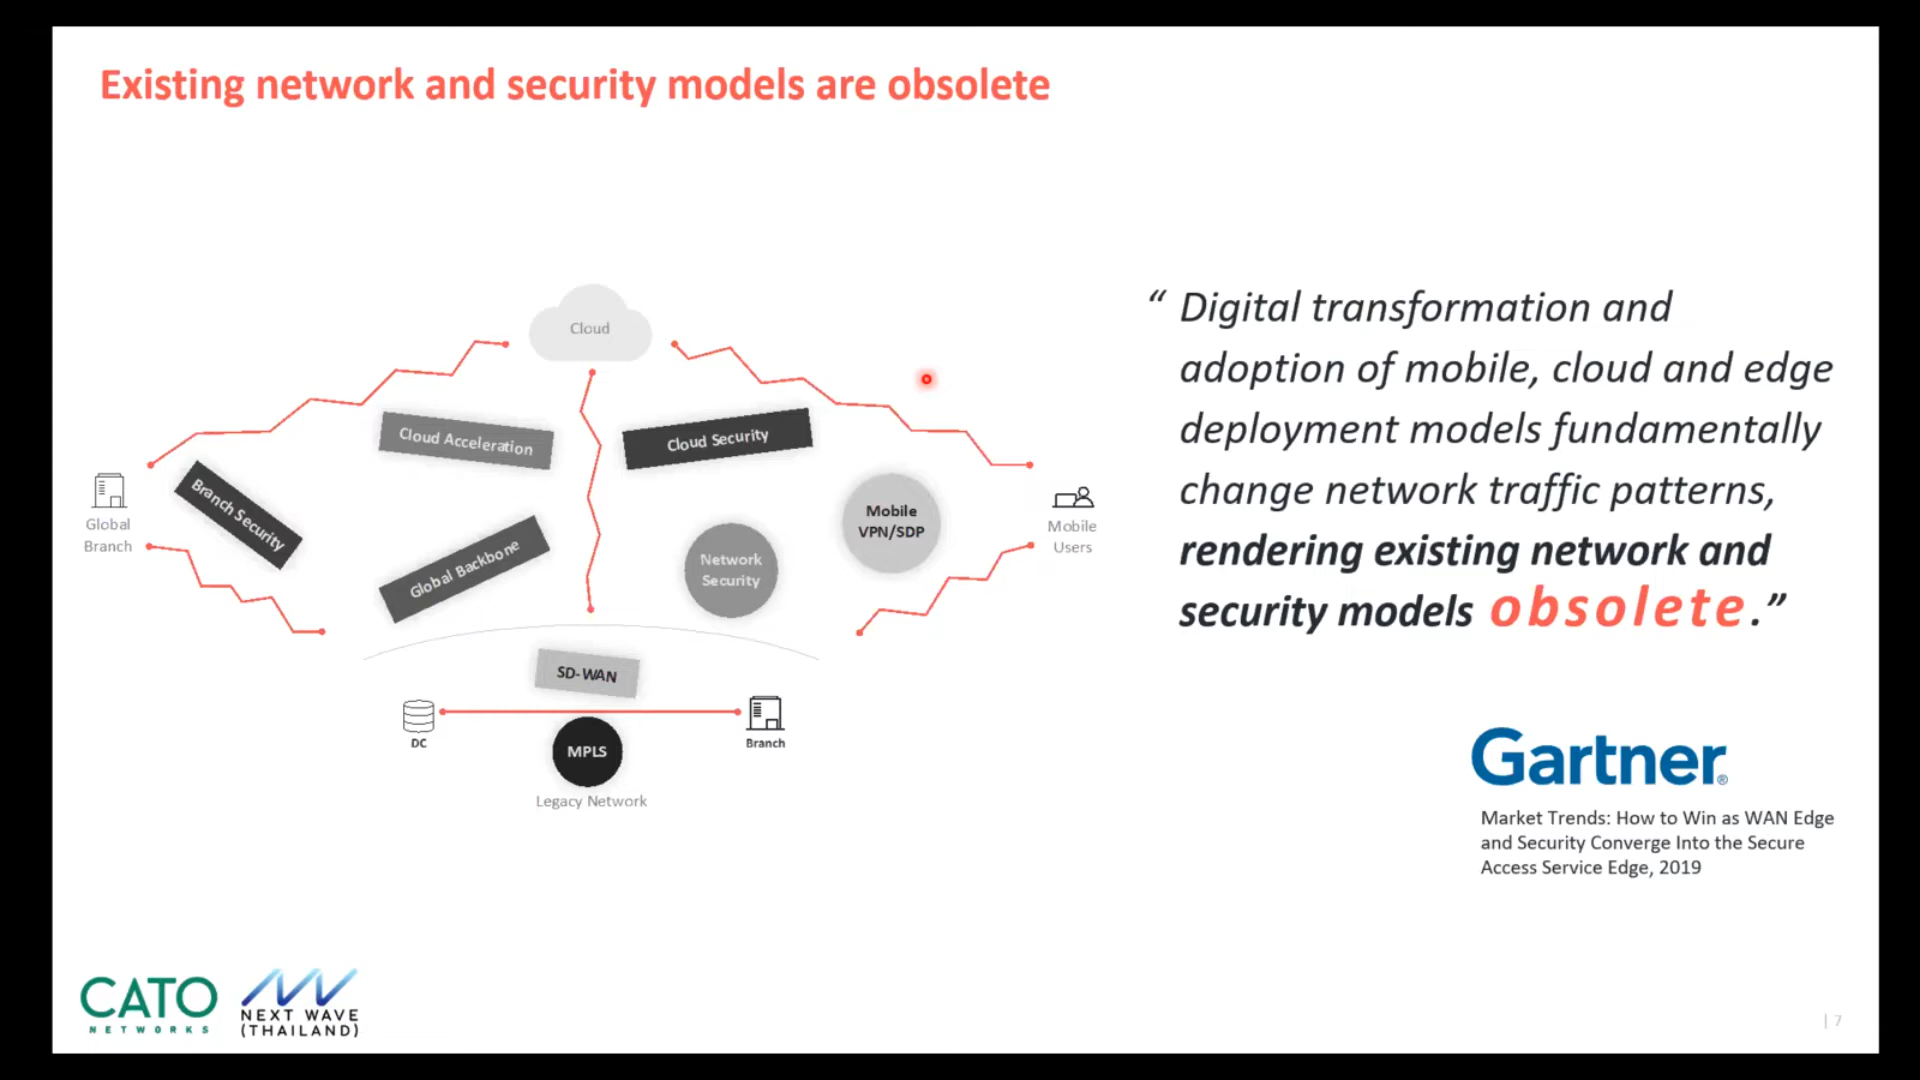 Existing network and security models are obsolete
Cloud
Cloud Acceleration
Cloud Security
Branch Security
Global
Branch
Global Backbone
Network
Security
Mobile
VPN/SDP
Mobile
Users
SD-WAN
DC
Branch
MPLS
Legacy Network
“ Digital transformation and
adoption of mobile, cloud and edge
deployment models fundamentally
change network traffic patterns,
rendering existing network and
security models obsolete.”
Gartner®
Market Trends: How to Win as WAN Edge
and Security Converge Into the Secure
Access Service Edge, 2019
CATO
NETWORKS
NEXT WAVE
(THAILAND)
| 7